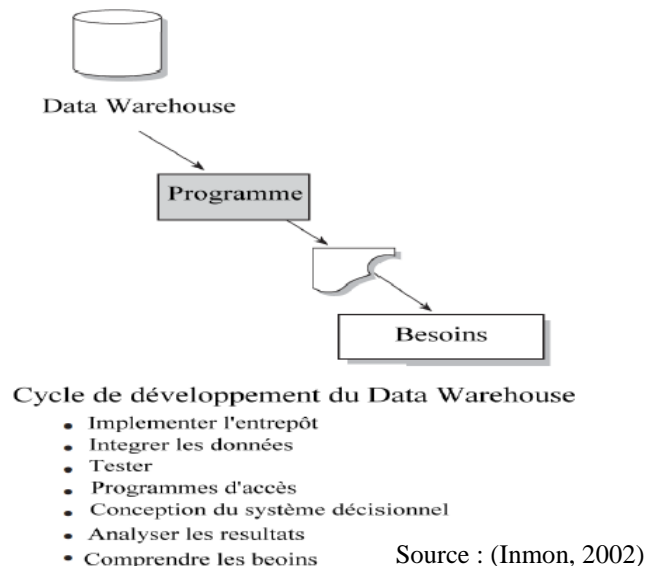 Data Warehouse
Programme
Besoins
Cycle de développement du Data Warehouse
• Implementer l'entrepôt
• Integrer les données
• Tester
• Programmes d'accès
• Conception du système décisionnel
• Analyser les resultats
• Comprendre les beoins
Source : (Inmon, 2002)